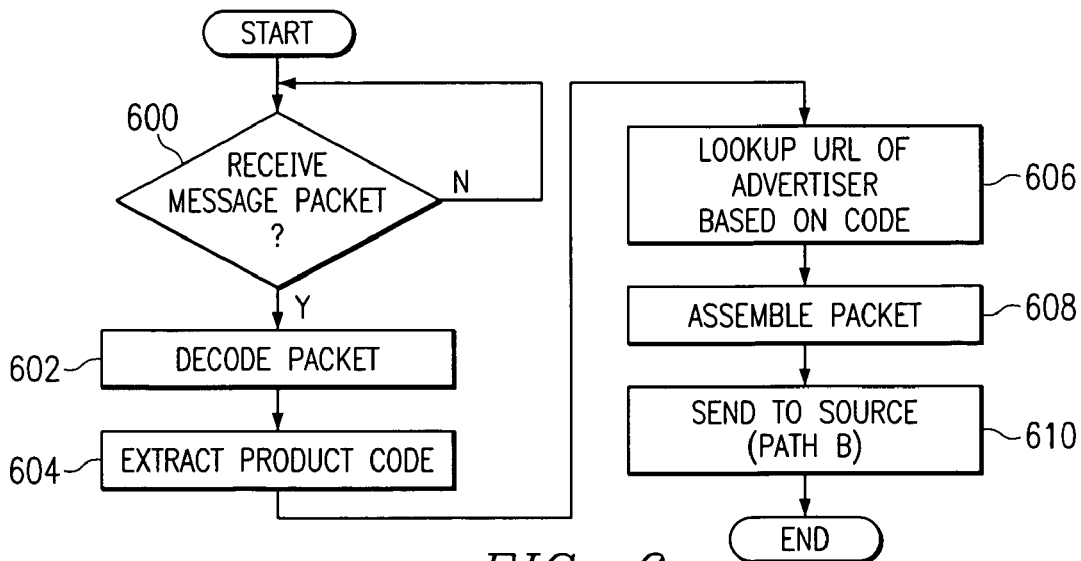 START
600
RECEIVE
MESSAGE PACKET
?
N
Y
602
DECODE PACKET
604
EXTRACT PRODUCT CODE
LOOKUP URL OF
ADVERTISER
BASED ON CODE
606
ASSEMBLE PACKET
608
SEND TO SOURCE
(PATH B)
610
END